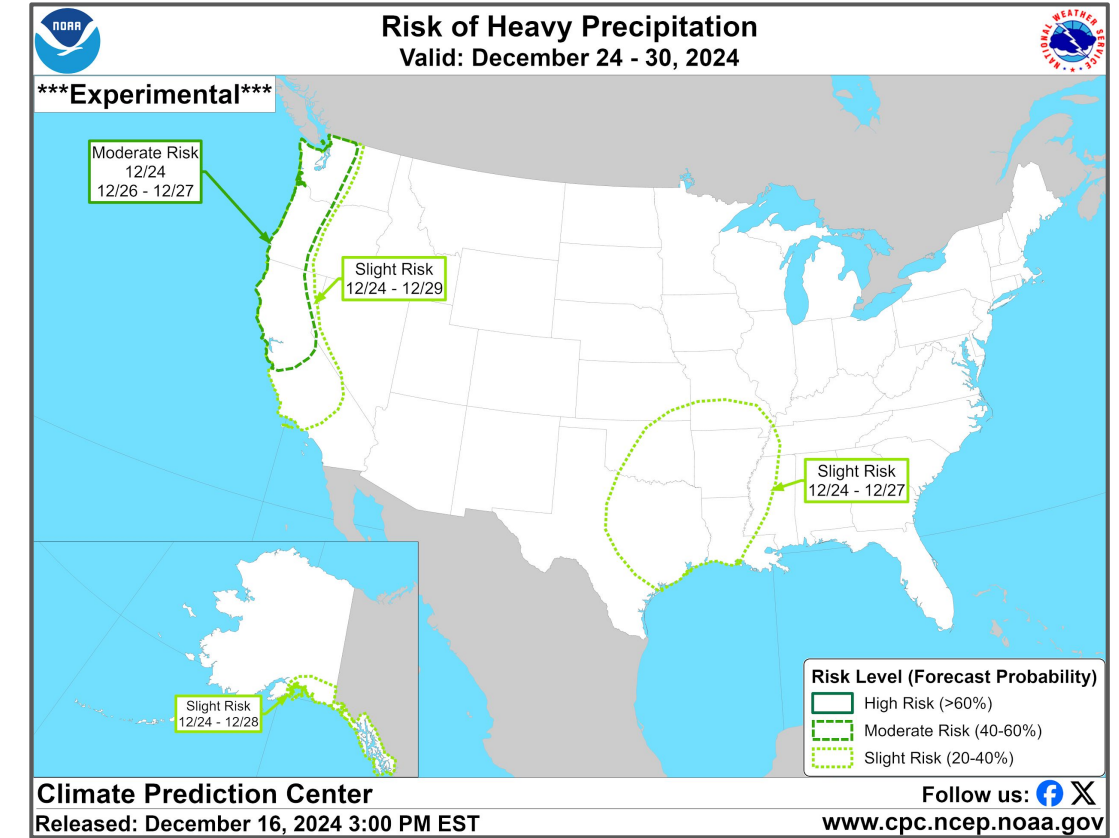 NOAA
Risk of Heavy Precipitation
Valid: December 24 - 30, 2024
NATIONAL WEATHER SERVICE
***Experimental***
Moderate Risk
12/24
12/26 - 12/27
Slight Risk
12/24 - 12/29
Slight Risk
12/24 - 12/27
Slight Risk
12/24 - 12/28
Risk Level (Forecast Probability)
High Risk (>60%)
Moderate Risk (40-60%)
Slight Risk (20-40%)
Climate Prediction Center
Follow us:
Released: December 16, 2024 3:00 PM EST
www.cpc.ncep.noaa.gov